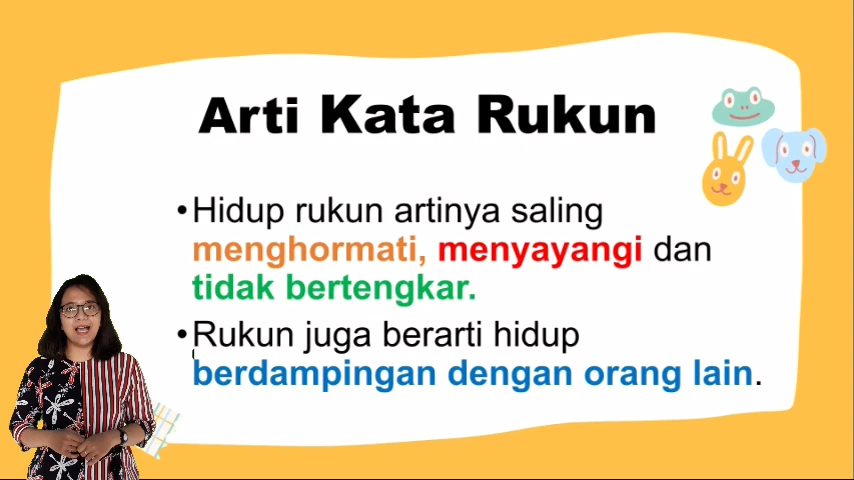 Arti Kata Rukun
•Hidup rukun artinya saling
menghormati, menyayangi dan
tidak bertengkar.
•Rukun juga berarti hidup
berdampingan dengan orang lain.